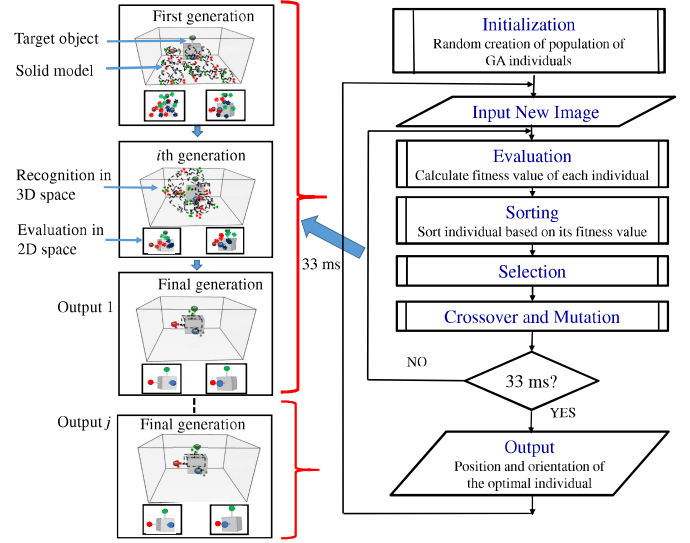 First generation
Target object
Solid model
ith generation
Recognition in
3D space
Evaluation in
2D space
33 ms
Final generation
Output 1
Output j
Final generation
Initialization
Random creation of population of
GA individuals
Input New Image
Evaluation
Calculate fitness value of each individual
Sorting
Sort individual based on its fitness value
Selection
Crossover and Mutation
NO
33 ms?
YES
Output
Position and orientation of
the optimal individual